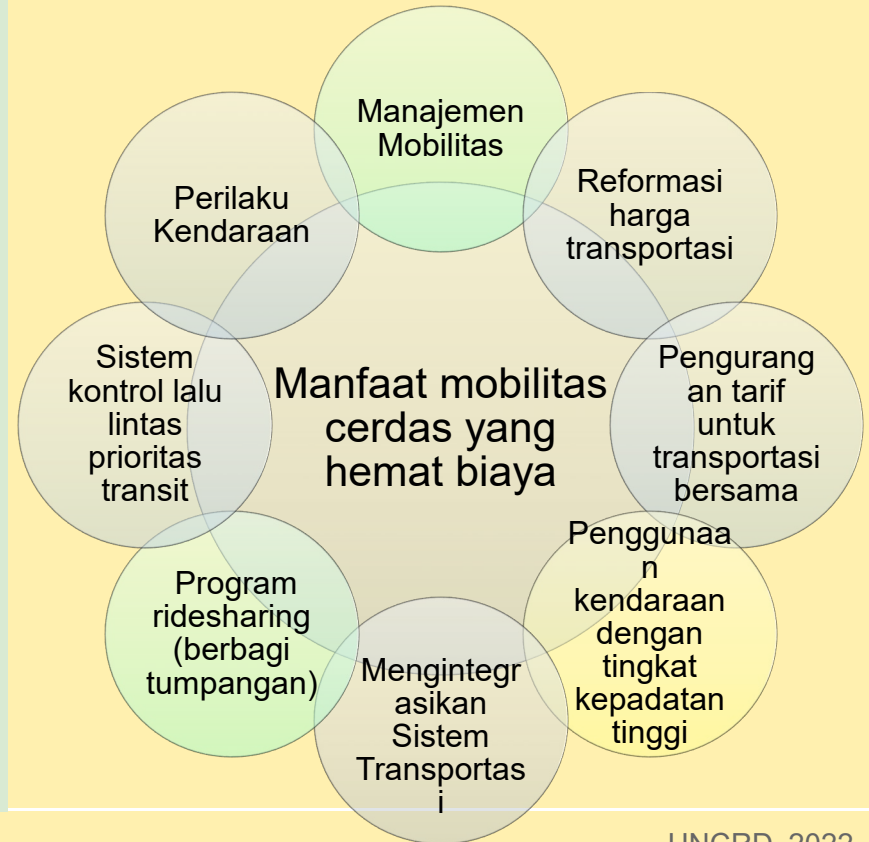 Manajemen
Mobilitas
Reformasi
harga
transportasi
Pengurang
an tarif
untuk
transportasi
bersama
Penggunaa
n
kendaraan
dengan
tingkat
kepadatan
tinggi
Mengintegr
asikan
Sistem
Transportas
i
Program
ridesharing
(berbagi
tumpangan)
Sistem
kontrol lalu
lintas
prioritas
transit
Perilaku
Kendaraan
Manfaat mobilitas
cerdas yang
hemat biaya
UNCRD, 2022